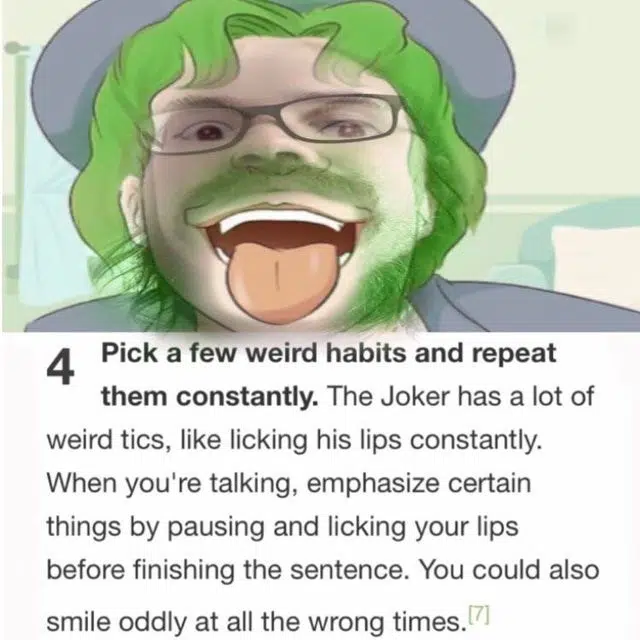 4 Pick a few weird habits and repeat
them constantly. The Joker has a lot of
weird tics, like licking his lips constantly.
When you're talking, emphasize certain
things by pausing and licking your lips
before finishing the sentence. You could also
smile oddly at all the wrong times.[7]